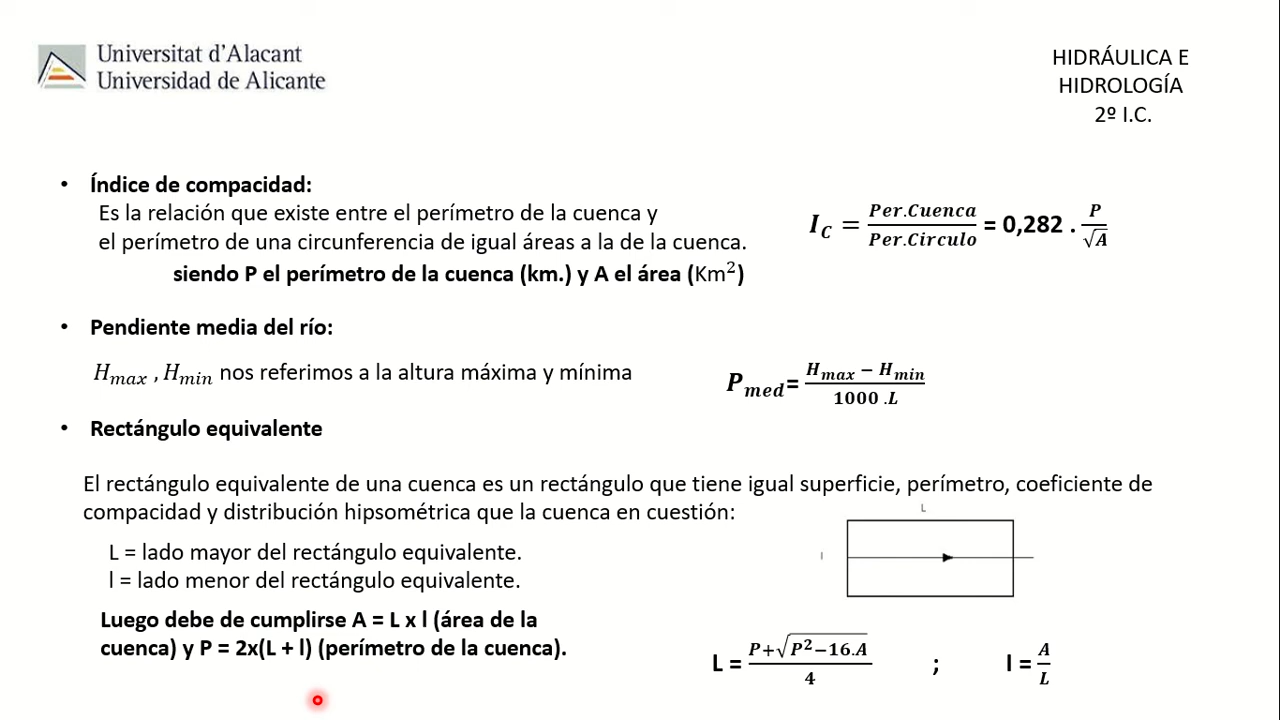 Universitat d'Alacant
Universidad de Alicante
HIDRÁULICA E
HIDROLOGÍA
2º I.C.
• Índice de compacidad:
Es la relación que existe entre el perímetro de la cuenca y
el perímetro de una circunferencia de igual áreas a la de la cuenca.
siendo P el perímetro de la cuenca (km.) y A el área (Km²)
I_C = Per.Cuenca / Per.Circulo = 0,282 . P / √A
• Pendiente media del río:
H_max , H_min nos referimos a la altura máxima y mínima
P_med = H_max − H_min / 1000 .L
• Rectángulo equivalente
El rectángulo equivalente de una cuenca es un rectángulo que tiene igual superficie, perímetro, coeficiente de
compacidad y distribución hipsométrica que la cuenca en cuestión:
L
l
L = lado mayor del rectángulo equivalente.
l = lado menor del rectángulo equivalente.
Luego debe de cumplirse A = L x l (área de la
cuenca) y P = 2x(L + l) (perímetro de la cuenca).
L = P+√(P²−16.A) / 4 ; l = A / L